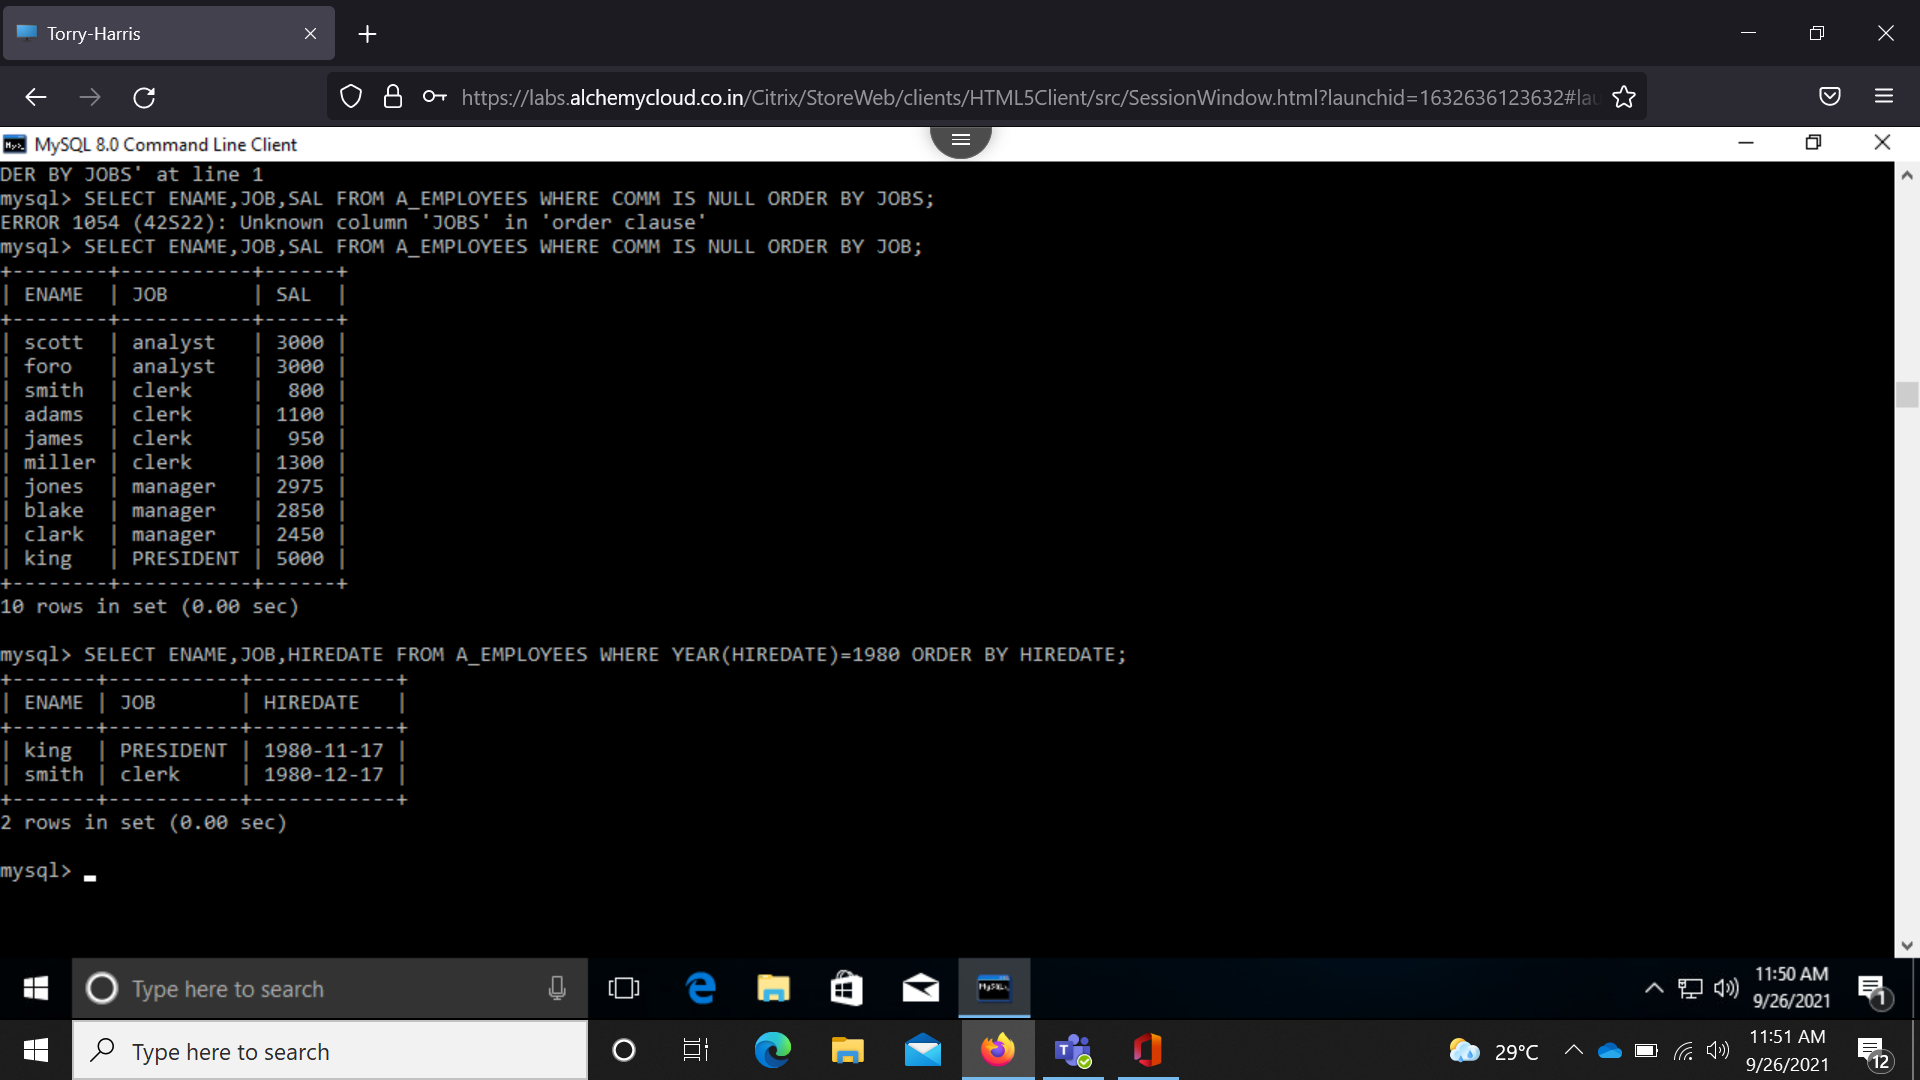 Torry-Harris
https://labs.alchemycloud.co.in/Citrix/StoreWeb/clients/HTML5Client/src/SessionWindow.html?launchid=1632636123632#lau
MySQL 8.0 Command Line Client
DER BY JOBS' at line 1
mysql> SELECT ENAME,JOB,SAL FROM A_EMPLOYEES WHERE COMM IS NULL ORDER BY JOBS;
ERROR 1054 (42S22): Unknown column 'JOBS' in 'order clause'
mysql> SELECT ENAME,JOB,SAL FROM A_EMPLOYEES WHERE COMM IS NULL ORDER BY JOB;
+--------+-----------+------+
| ENAME  | JOB       | SAL  |
+--------+-----------+------+
| scott  | analyst   | 3000 |
| foro   | analyst   | 3000 |
| smith  | clerk     |  800 |
| adams  | clerk     | 1100 |
| james  | clerk     |  950 |
| miller | clerk     | 1300 |
| jones  | manager   | 2975 |
| blake  | manager   | 2850 |
| clark  | manager   | 2450 |
| king   | PRESIDENT | 5000 |
+--------+-----------+------+
10 rows in set (0.00 sec)
mysql> SELECT ENAME,JOB,HIREDATE FROM A_EMPLOYEES WHERE YEAR(HIREDATE)=1980 ORDER BY HIREDATE;
+-------+-----------+------------+
| ENAME | JOB       | HIREDATE   |
+-------+-----------+------------+
| king  | PRESIDENT | 1980-11-17 |
| smith | clerk     | 1980-12-17 |
+-------+-----------+------------+
2 rows in set (0.00 sec)
mysql> _
Type here to search
MySQL
11:50 AM
9/26/2021
1
Type here to search
T
29°C
11:51 AM
9/26/2021
12